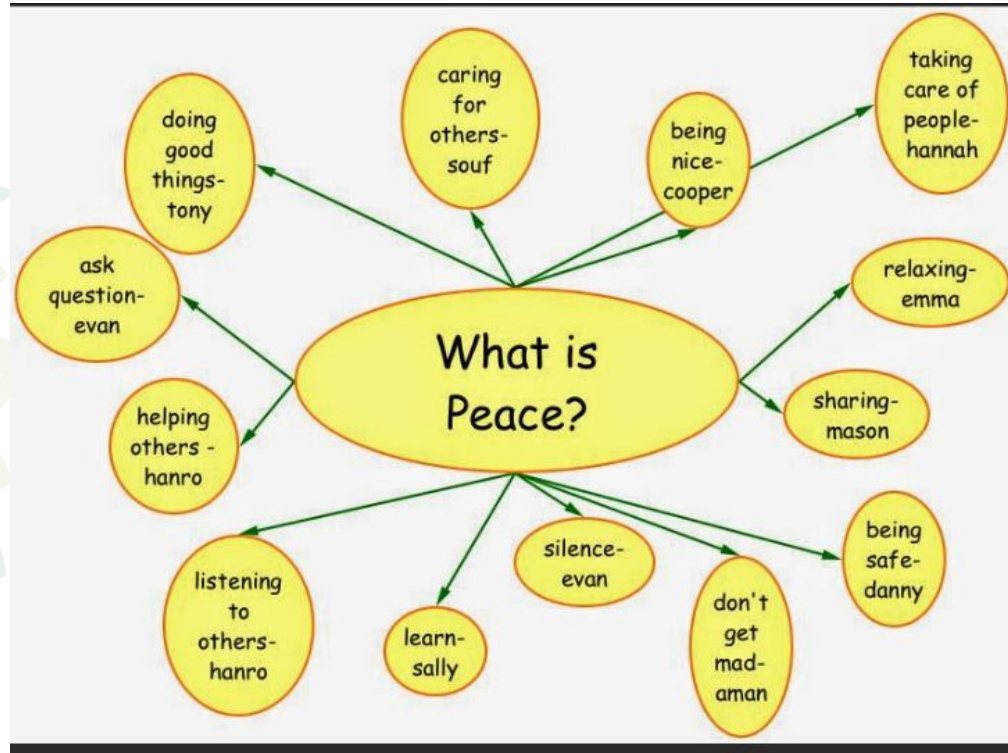 What is
Peace?
doing
good
things-
tony
caring
for
others-
souf
being
nice-
cooper
taking
care of
people-
hannah
ask
question-
evan
relaxing-
emma
helping
others -
hanro
sharing-
mason
listening
to
others-
hanro
learn-
sally
silence-
evan
don't
get
mad-
aman
being
safe-
danny